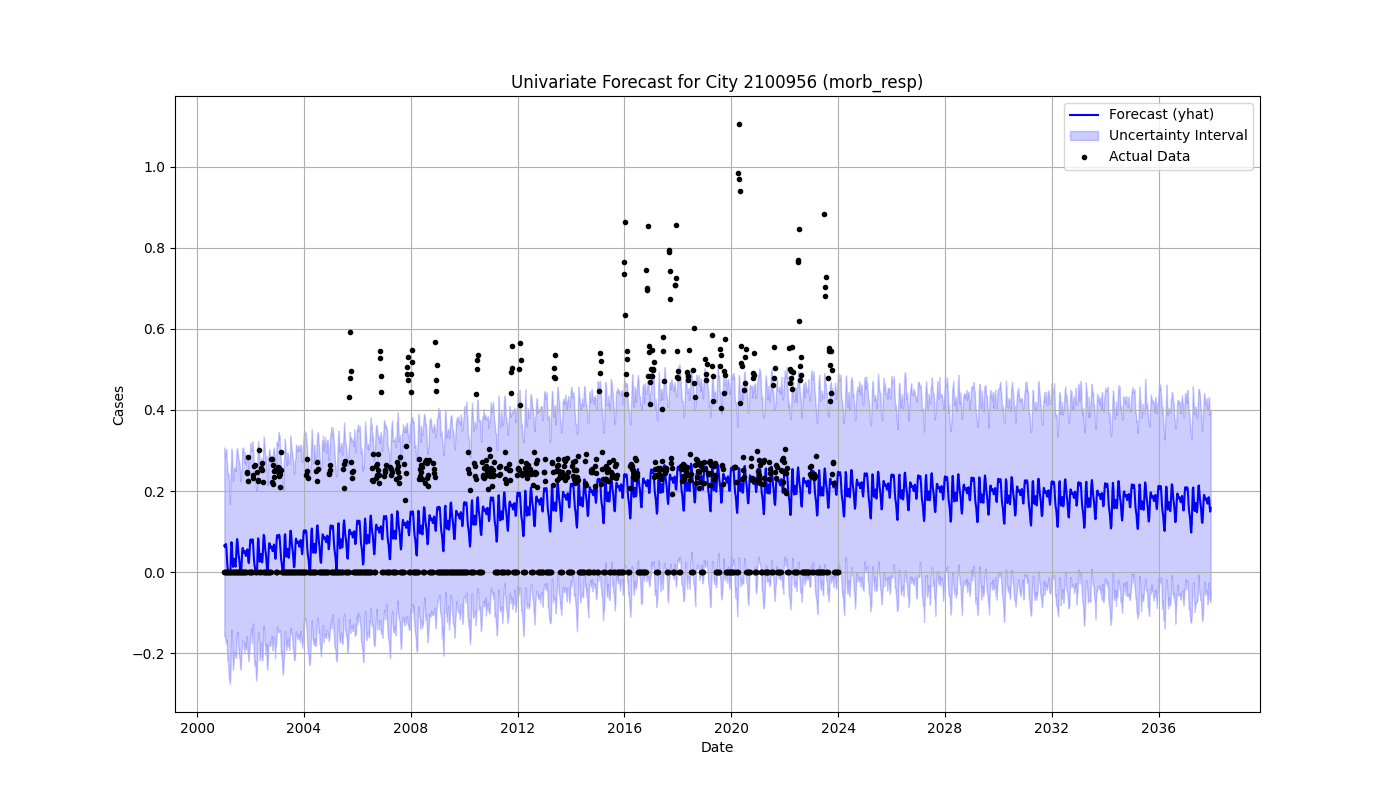 Univariate Forecast for City 2100956 (morb_resp)
Forecast (yhat)
Uncertainty Interval
Actual Data
Cases
1.0
0.8
0.6
0.4
0.2
0.0
−0.2
2000 2004 2008 2012 2016 2020 2024 2028 2032 2036
Date